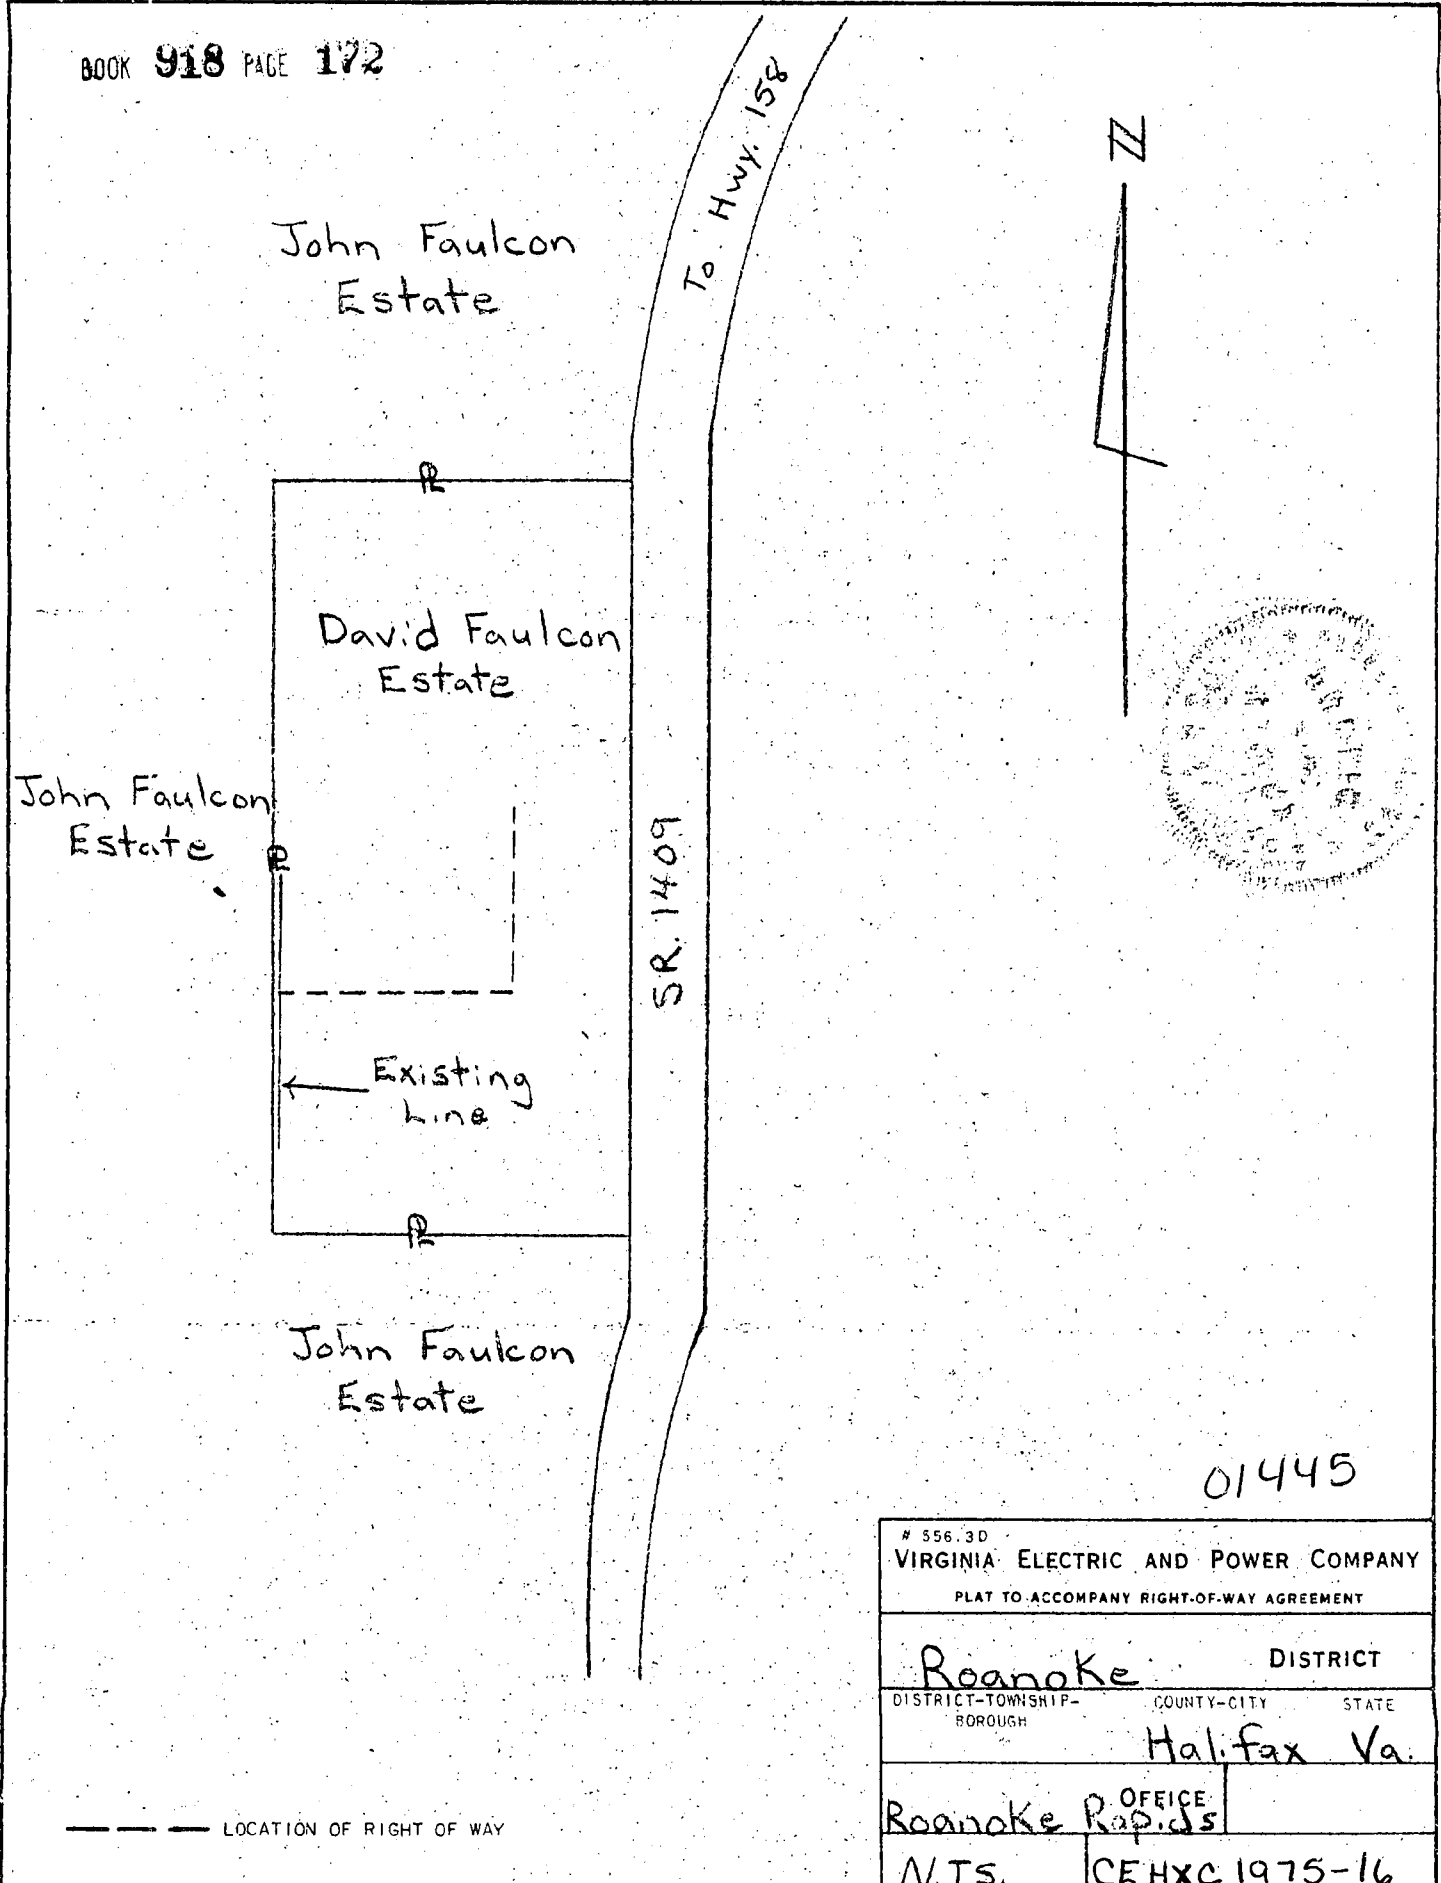 BOOK 918 PAGE 172
To Hwy. 158
N
John Faulcon
Estate
PL
David Faulcon
Estate
John Faulcon
Estate
PL
SR. 1409
Existing
Line
PL
John Faulcon
Estate
01445
# 556.3D
VIRGINIA ELECTRIC AND POWER COMPANY
PLAT TO ACCOMPANY RIGHT-OF-WAY AGREEMENT
Roanoke DISTRICT
DISTRICT-TOWNSHIP-BOROUGH COUNTY-CITY STATE
Halifax Va.
OFFICE
Roanoke Rapids
LOCATION OF RIGHT OF WAY
N.T.S. CEHXC 1975-16